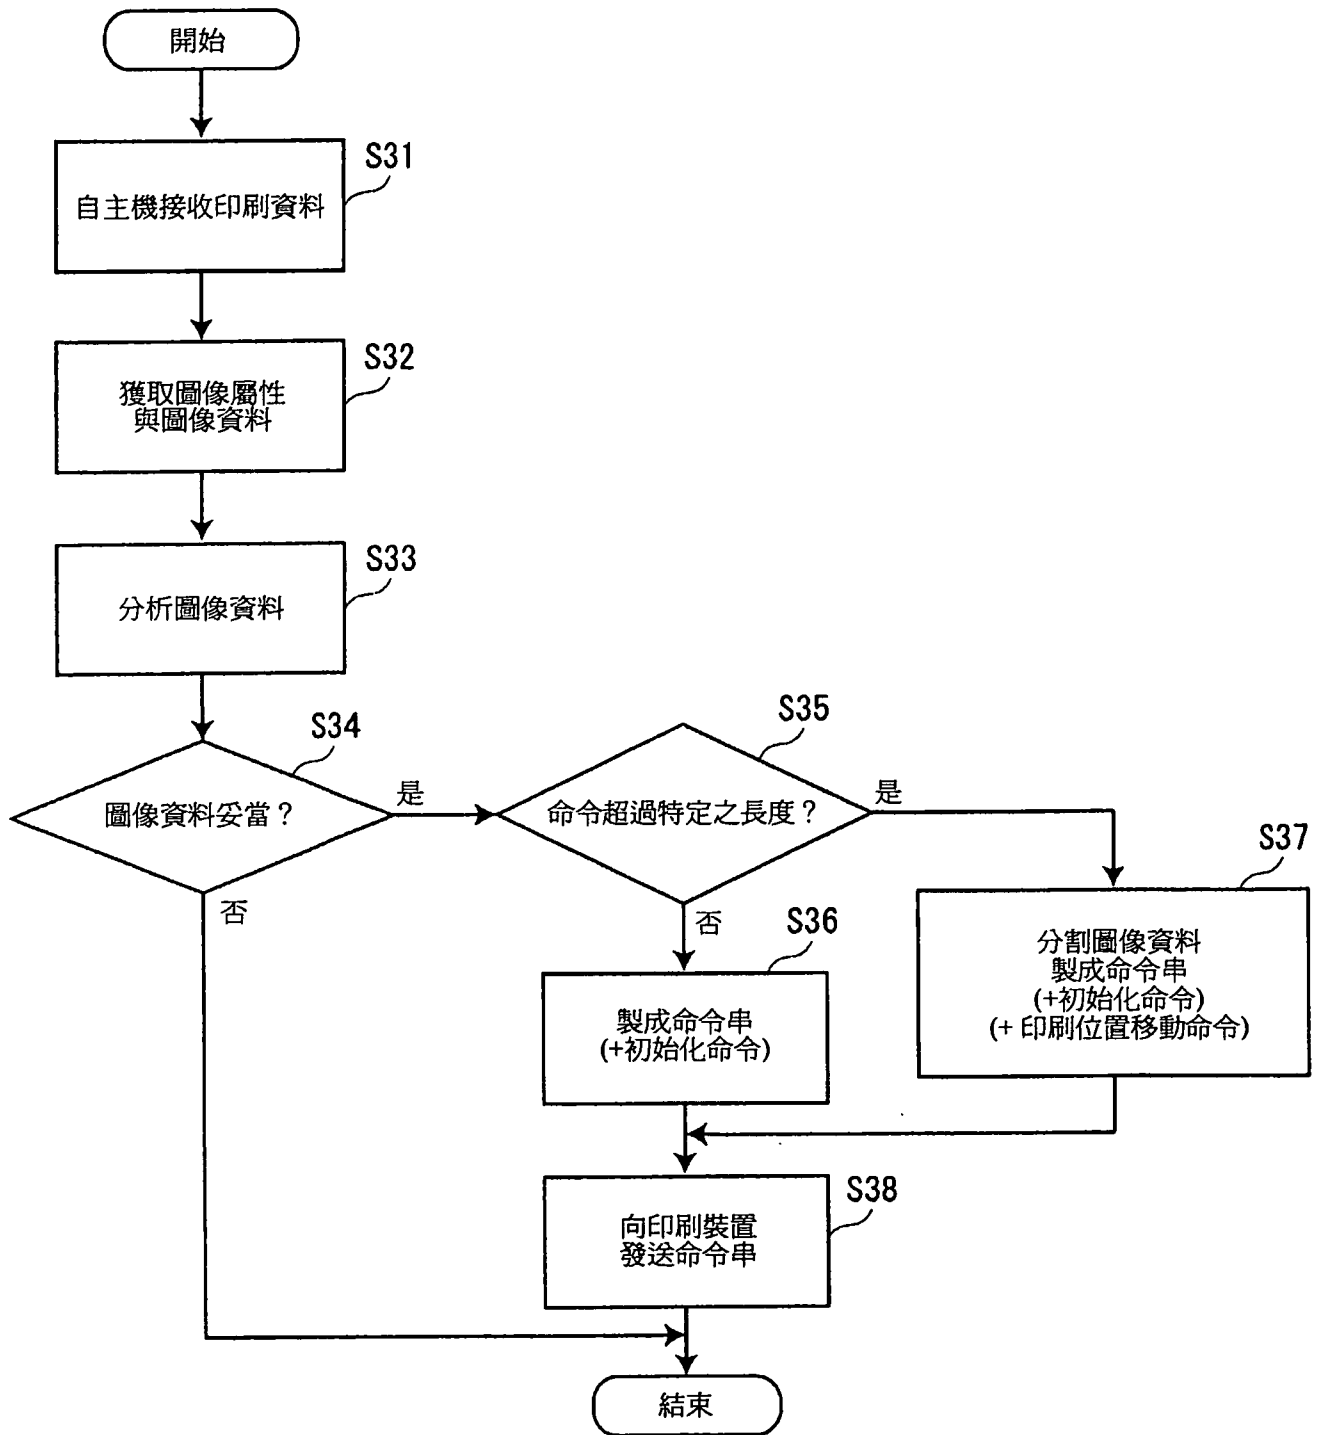 開始
S31
自主機接收印刷資料
S32
獲取圖像屬性
與圖像資料
S33
分析圖像資料
S34
圖像資料妥當？
是
否
S35
命令超過特定之長度？
是
否
S36
製成命令串
(+初始化命令)
S37
分割圖像資料
製成命令串
(+初始化命令)
(+ 印刷位置移動命令)
S38
向印刷裝置
發送命令串
結束